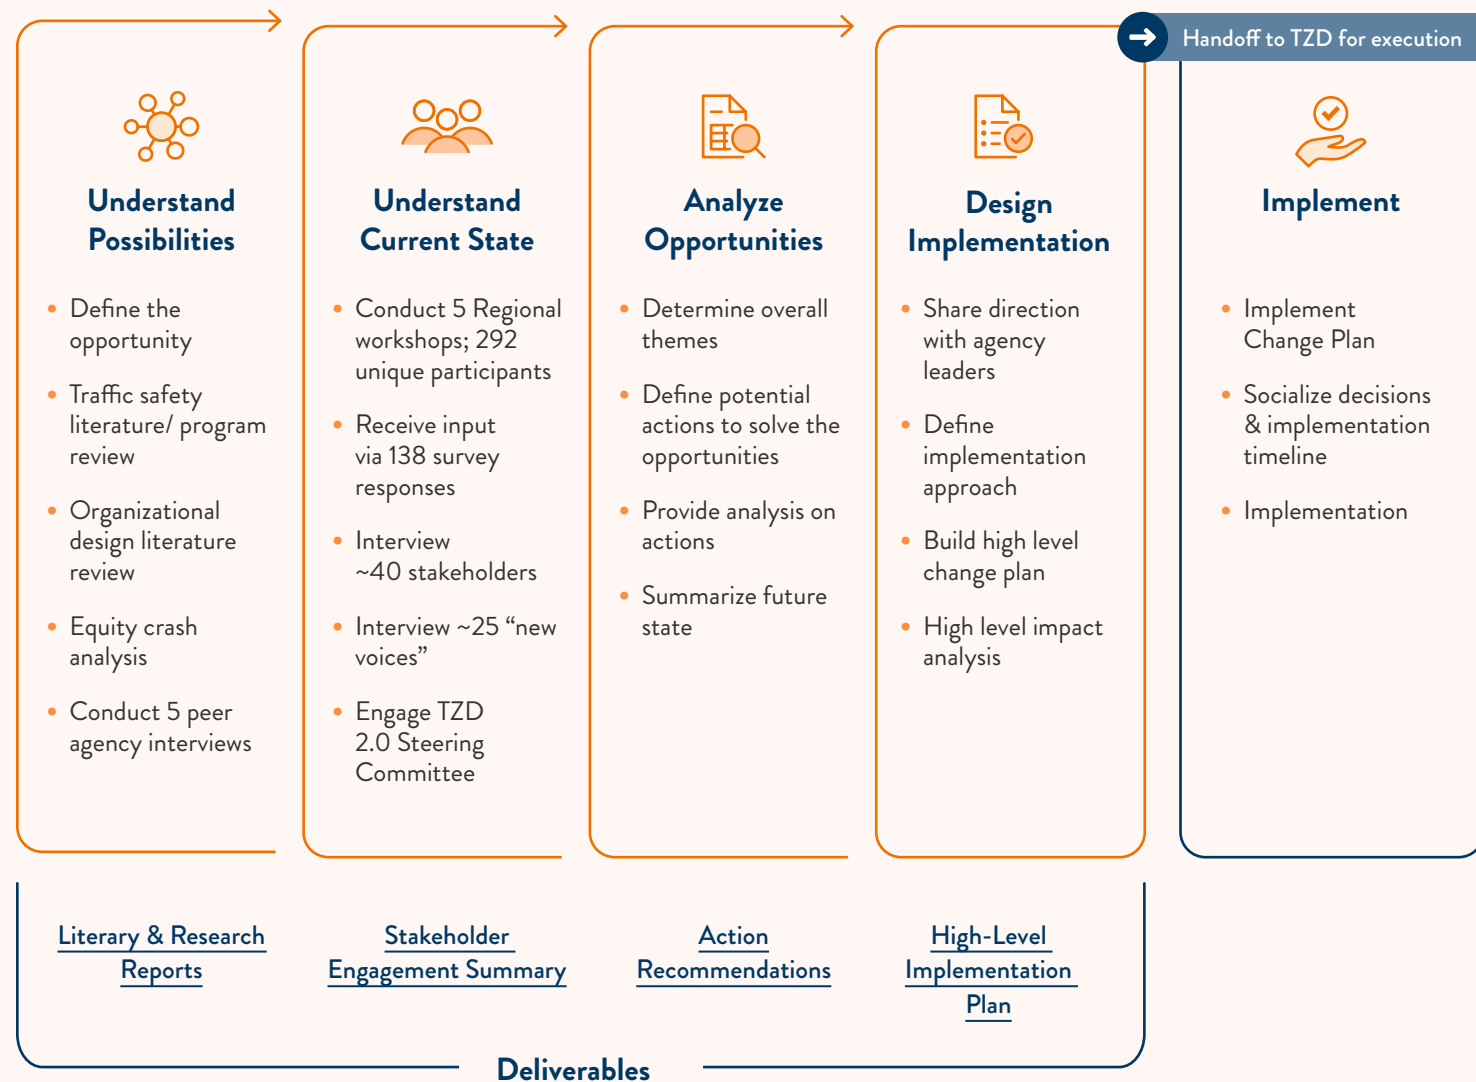 Handoff to TZD for execution
Understand
Possibilities
• Define the
opportunity
• Traffic safety
literature/ program
review
• Organizational
design literature
review
• Equity crash
analysis
• Conduct 5 peer
agency interviews
Understand
Current State
• Conduct 5 Regional
workshops; 292
unique participants
• Receive input
via 138 survey
responses
• Interview
~40 stakeholders
• Interview ~25 “new
voices”
• Engage TZD
2.0 Steering
Committee
Analyze
Opportunities
• Determine overall
themes
• Define potential
actions to solve the
opportunities
• Provide analysis on
actions
• Summarize future
state
Design
Implementation
• Share direction
with agency
leaders
• Define
implementation
approach
• Build high level
change plan
• High level impact
analysis
Implement
• Implement
Change Plan
• Socialize decisions
& implementation
timeline
• Implementation
Literary & Research
Reports
Stakeholder
Engagement Summary
Action
Recommendations
High-Level
Implementation
Plan
Deliverables